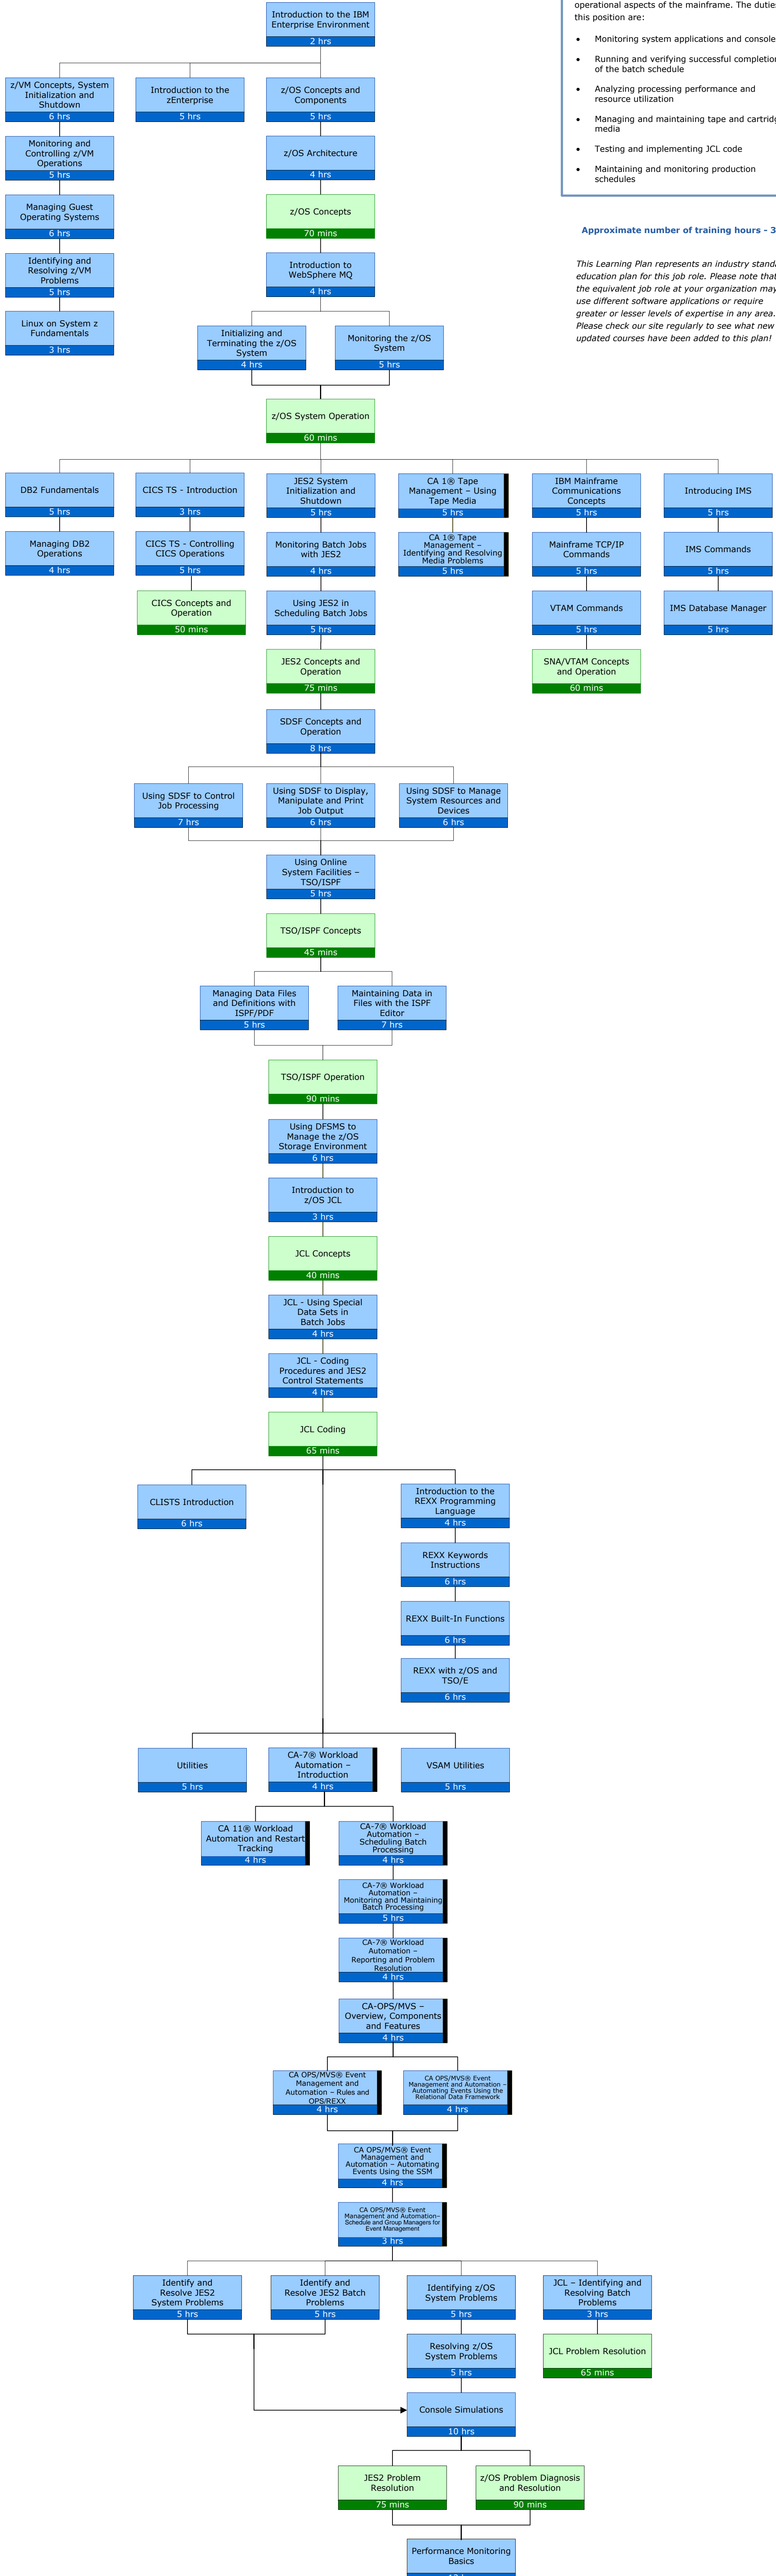 operational aspects of the mainframe. The duties
this position are:
• Monitoring system applications and console
• Running and verifying successful completion
of the batch schedule
• Analyzing processing performance and
resource utilization
• Managing and maintaining tape and cartridg
media
• Testing and implementing JCL code
• Maintaining and monitoring production
schedules
Approximate number of training hours - 3
This Learning Plan represents an industry standa
education plan for this job role. Please note that
the equivalent job role at your organization may
use different software applications or require
greater or lesser levels of expertise in any area.
Please check our site regularly to see what new
updated courses have been added to this plan!
Introduction to the IBM
Enterprise Environment
2 hrs
z/VM Concepts, System
Initialization and
Shutdown
6 hrs
Introduction to the
zEnterprise
5 hrs
z/OS Concepts and
Components
5 hrs
Monitoring and
Controlling z/VM
Operations
5 hrs
z/OS Architecture
4 hrs
Managing Guest
Operating Systems
6 hrs
z/OS Concepts
70 mins
Identifying and
Resolving z/VM
Problems
5 hrs
Introduction to
WebSphere MQ
4 hrs
Linux on System z
Fundamentals
3 hrs
Initializing and
Terminating the z/OS
System
4 hrs
Monitoring the z/OS
System
5 hrs
z/OS System Operation
60 mins
DB2 Fundamentals
5 hrs
CICS TS - Introduction
3 hrs
JES2 System
Initialization and
Shutdown
5 hrs
CA 1® Tape
Management – Using
Tape Media
5 hrs
IBM Mainframe
Communications
Concepts
5 hrs
Introducing IMS
5 hrs
Managing DB2
Operations
4 hrs
CICS TS - Controlling
CICS Operations
5 hrs
Monitoring Batch Jobs
with JES2
4 hrs
CA 1® Tape
Management –
Identifying and Resolving
Media Problems
5 hrs
Mainframe TCP/IP
Commands
5 hrs
IMS Commands
5 hrs
CICS Concepts and
Operation
50 mins
Using JES2 in
Scheduling Batch Jobs
5 hrs
VTAM Commands
5 hrs
IMS Database Manager
5 hrs
JES2 Concepts and
Operation
75 mins
SNA/VTAM Concepts
and Operation
60 mins
SDSF Concepts and
Operation
8 hrs
Using SDSF to Control
Job Processing
7 hrs
Using SDSF to Display,
Manipulate and Print
Job Output
6 hrs
Using SDSF to Manage
System Resources and
Devices
6 hrs
Using Online
System Facilities –
TSO/ISPF
5 hrs
TSO/ISPF Concepts
45 mins
Managing Data Files
and Definitions with
ISPF/PDF
5 hrs
Maintaining Data in
Files with the ISPF
Editor
7 hrs
TSO/ISPF Operation
90 mins
Using DFSMS to
Manage the z/OS
Storage Environment
6 hrs
Introduction to
z/OS JCL
3 hrs
JCL Concepts
40 mins
JCL - Using Special
Data Sets in
Batch Jobs
4 hrs
JCL - Coding
Procedures and JES2
Control Statements
4 hrs
JCL Coding
65 mins
CLISTS Introduction
6 hrs
Introduction to the
REXX Programming
Language
4 hrs
REXX Keywords
Instructions
6 hrs
REXX Built-In Functions
6 hrs
REXX with z/OS and
TSO/E
6 hrs
Utilities
5 hrs
CA-7® Workload
Automation –
Introduction
4 hrs
VSAM Utilities
5 hrs
CA 11® Workload
Automation and Restart
Tracking
4 hrs
CA-7® Workload
Automation –
Scheduling Batch
Processing
4 hrs
CA-7® Workload
Automation –
Monitoring and Maintaining
Batch Processing
5 hrs
CA-7® Workload
Automation –
Reporting and Problem
Resolution
4 hrs
CA-OPS/MVS –
Overview, Components
and Features
4 hrs
CA OPS/MVS® Event
Management and
Automation – Rules and
OPS/REXX
4 hrs
CA OPS/MVS® Event
Management and Automation –
Automating Events Using the
Relational Data Framework
4 hrs
CA OPS/MVS® Event
Management and
Automation – Automating
Events Using the SSM
4 hrs
CA OPS/MVS® Event
Management and Automation–
Schedule and Group Managers for
Event Management
3 hrs
Identify and
Resolve JES2
System Problems
5 hrs
Identify and
Resolve JES2 Batch
Problems
5 hrs
Identifying z/OS
System Problems
5 hrs
JCL – Identifying and
Resolving Batch
Problems
3 hrs
Resolving z/OS
System Problems
5 hrs
JCL Problem Resolution
65 mins
Console Simulations
10 hrs
JES2 Problem
Resolution
75 mins
z/OS Problem Diagnosis
and Resolution
90 mins
Performance Monitoring
Basics